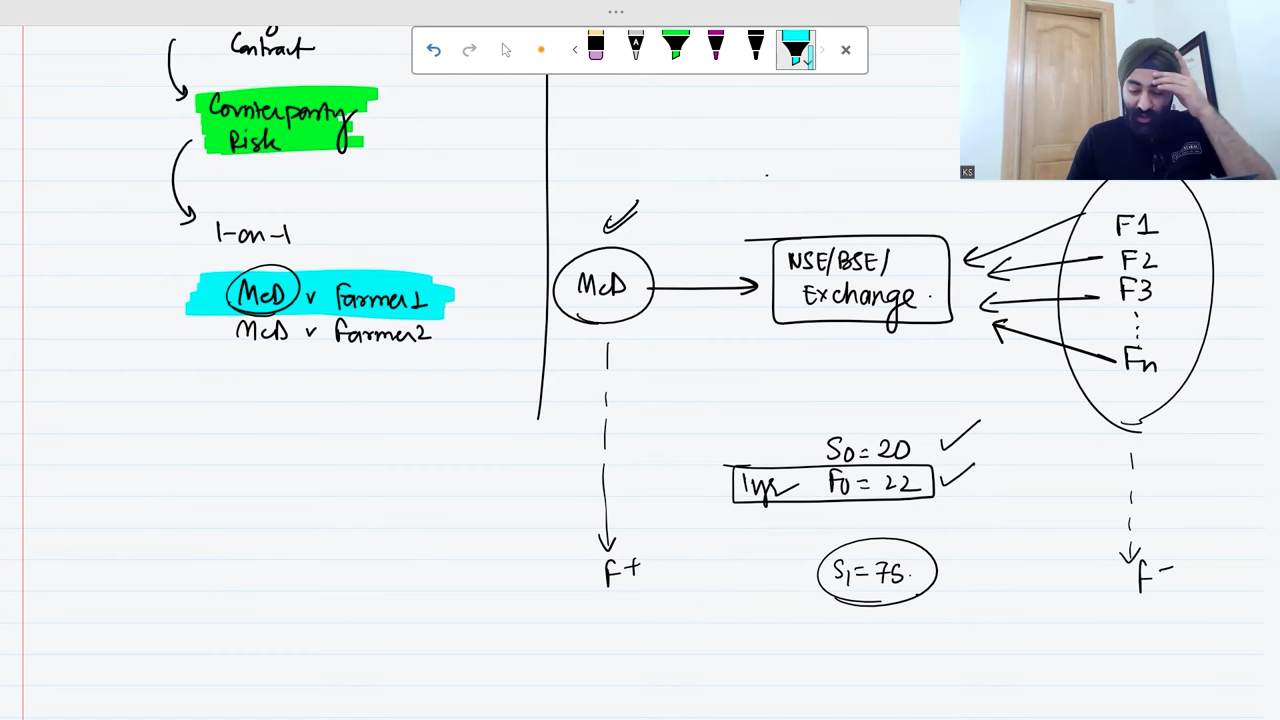 Contract
Counterparty
Risk
1-on-1
McD v Farmer1
McD v Farmer2
McD
NSE/BSE/
Exchange.
F1
F2
F3
Fn
S0 = 20
1yr F0 = 22
S1 = 75.
F+
F-
KS